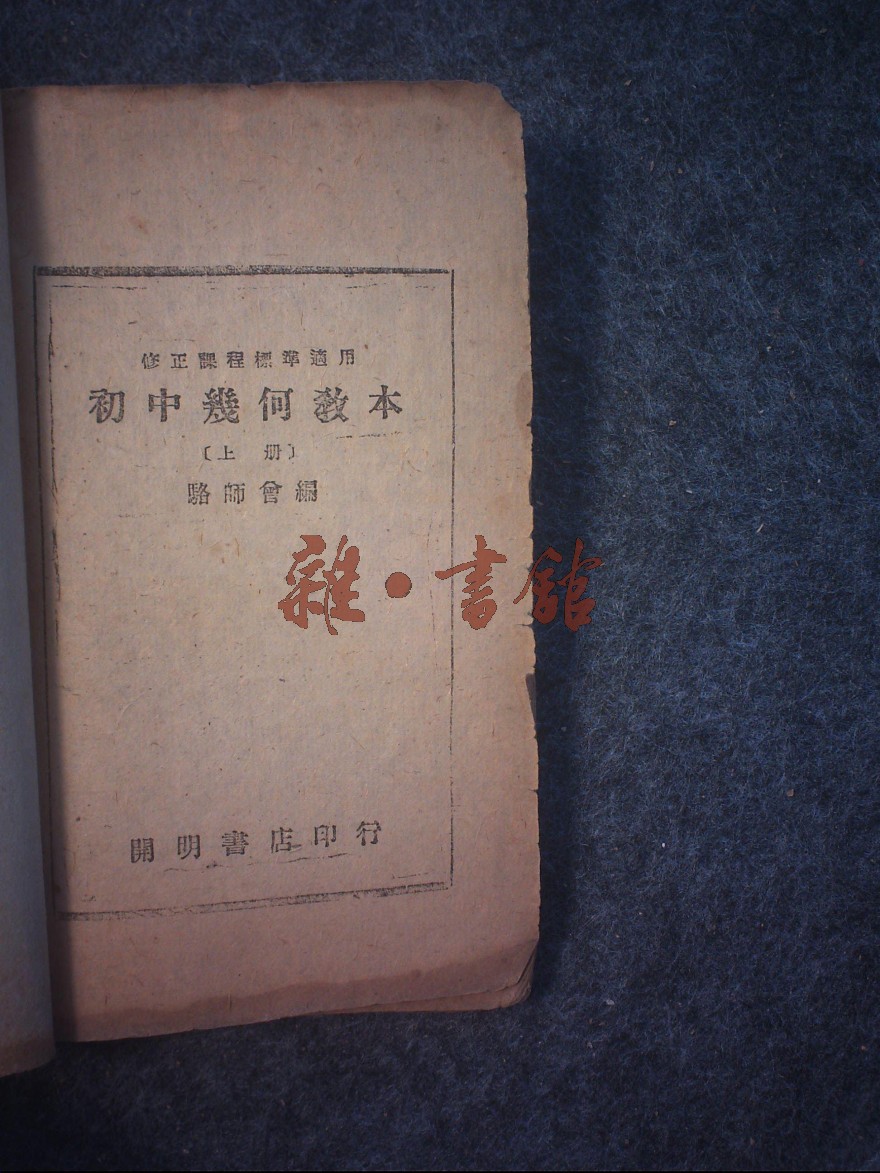 修正課程標準適用
初中幾何教本
〔上 册〕
駱師曾編
雜·書館
開明書店印行